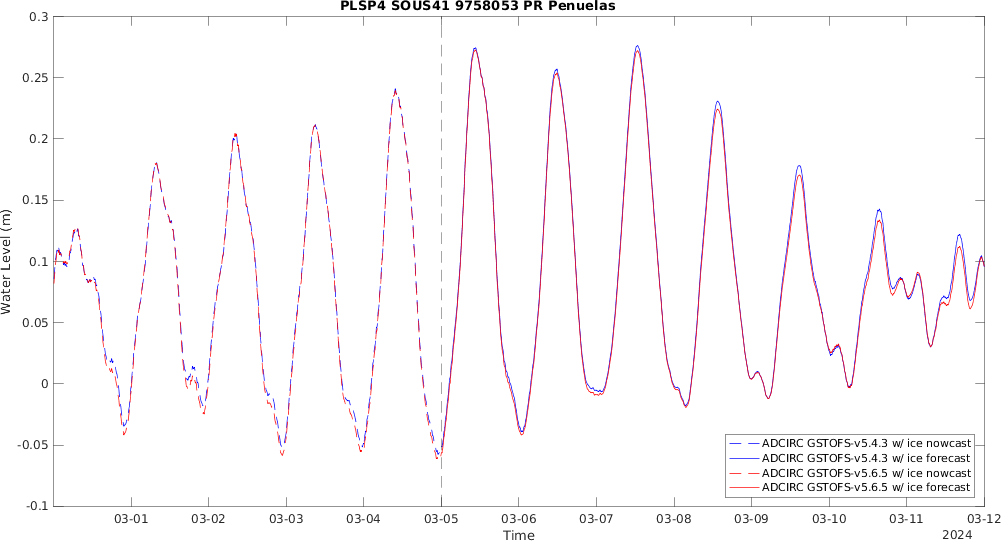 PLSP4 SOUS41 9758053 PR Penuelas
0.3
0.25
0.2
0.15
0.1
0.05
0
-0.05
-0.1
Water Level (m)
03-01 03-02 03-03 03-04 03-05 03-06 03-07 03-08 03-09 03-10 03-11 03-12
2024
Time
ADCIRC GSTOFS-v5.4.3 w/ ice nowcast
ADCIRC GSTOFS-v5.4.3 w/ ice forecast
ADCIRC GSTOFS-v5.6.5 w/ ice nowcast
ADCIRC GSTOFS-v5.6.5 w/ ice forecast